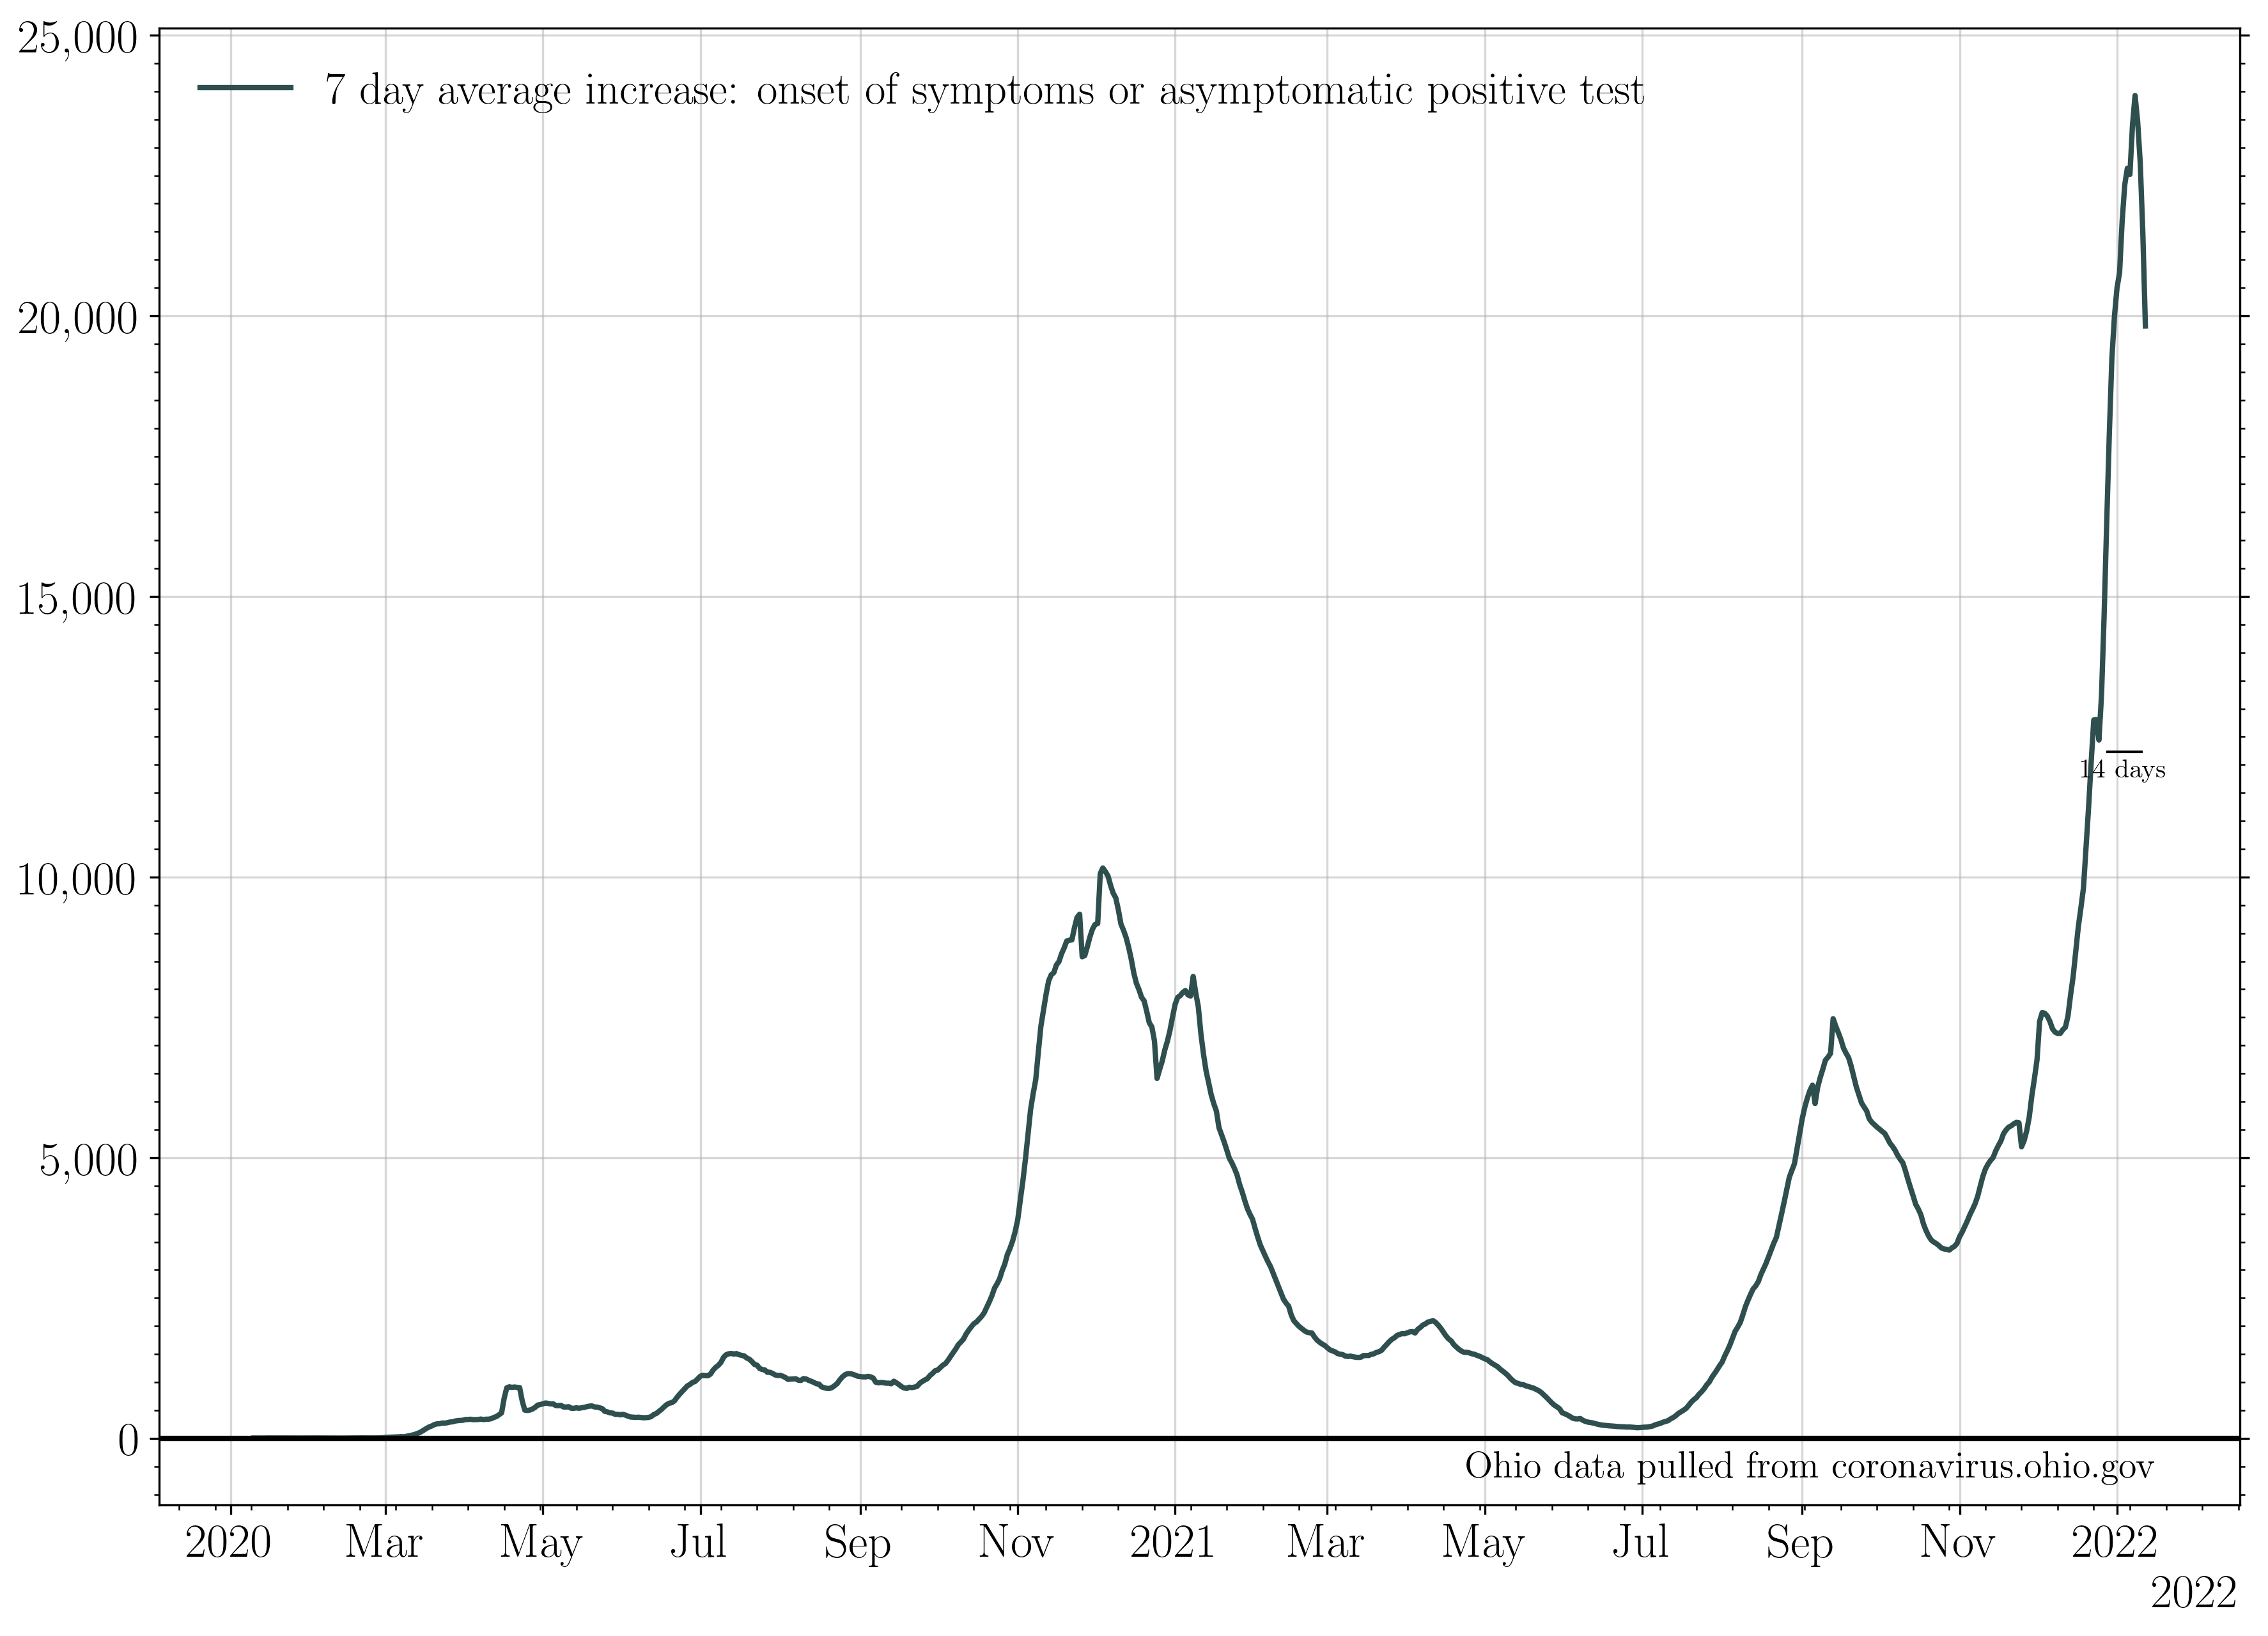 25,000
7 day average increase: onset of symptoms or asymptomatic positive test
20,000
15,000
14 days
10,000
5,000
0
Ohio data pulled from coronavirus.ohio.gov
2020 Mar May Jul Sep Nov 2021 Mar May Jul Sep Nov 2022
2022